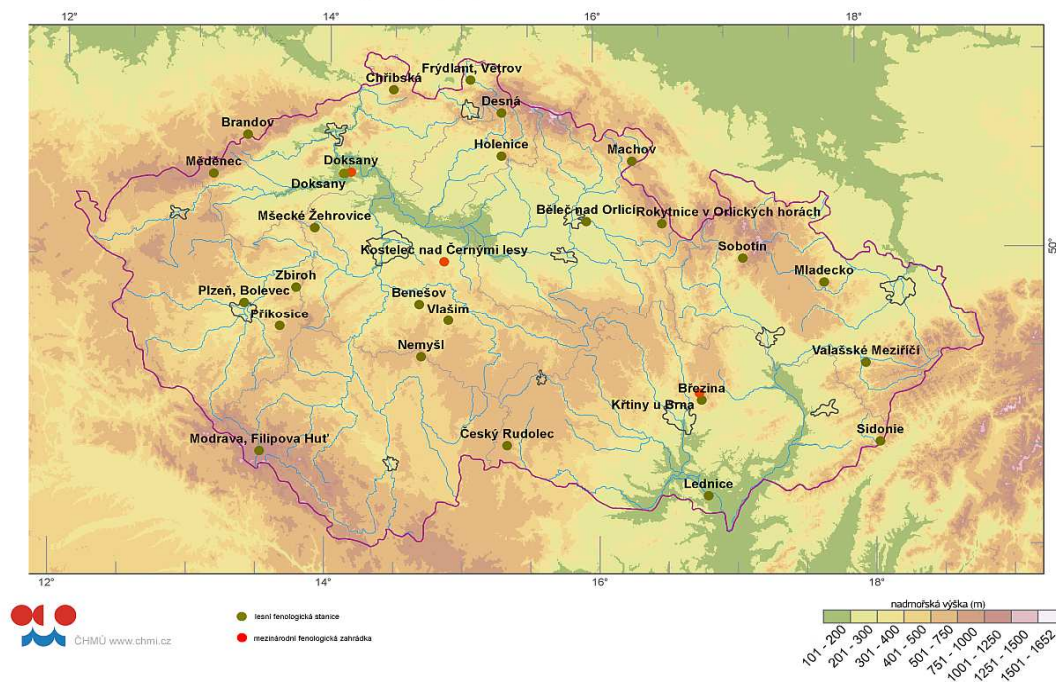 12° 14° 16° 18°
Chřibská
Frýdlant, Větrov
Desná
Brandov
Holenice
Machov
Měděnec
Doksany
Doksany
Mšecké Žehrovice
Běleč nad Orlicí
Rokytnice v Orlických horách
50°
Kostelec nad Černými lesy
Sobotín
Mladecko
Zbiroh
Plzeň, Bolevec
Benešov
Příkosice
Vlašim
Nemyšl
Valašské Meziříčí
Březina
Křtiny u Brna
Modrava, Filipova Huť
Český Rudolec
Sidonie
Lednice
12° 14° 16° 18°
ČHMÚ www.chmi.cz
lesní fenologická stanice
mezinárodní fenologická zahrádka
nadmořská výška (m)
101 - 200
201 - 300
301 - 400
401 - 500
501 - 750
751 - 1000
1001 - 1250
1251 - 1500
1501 - 1652